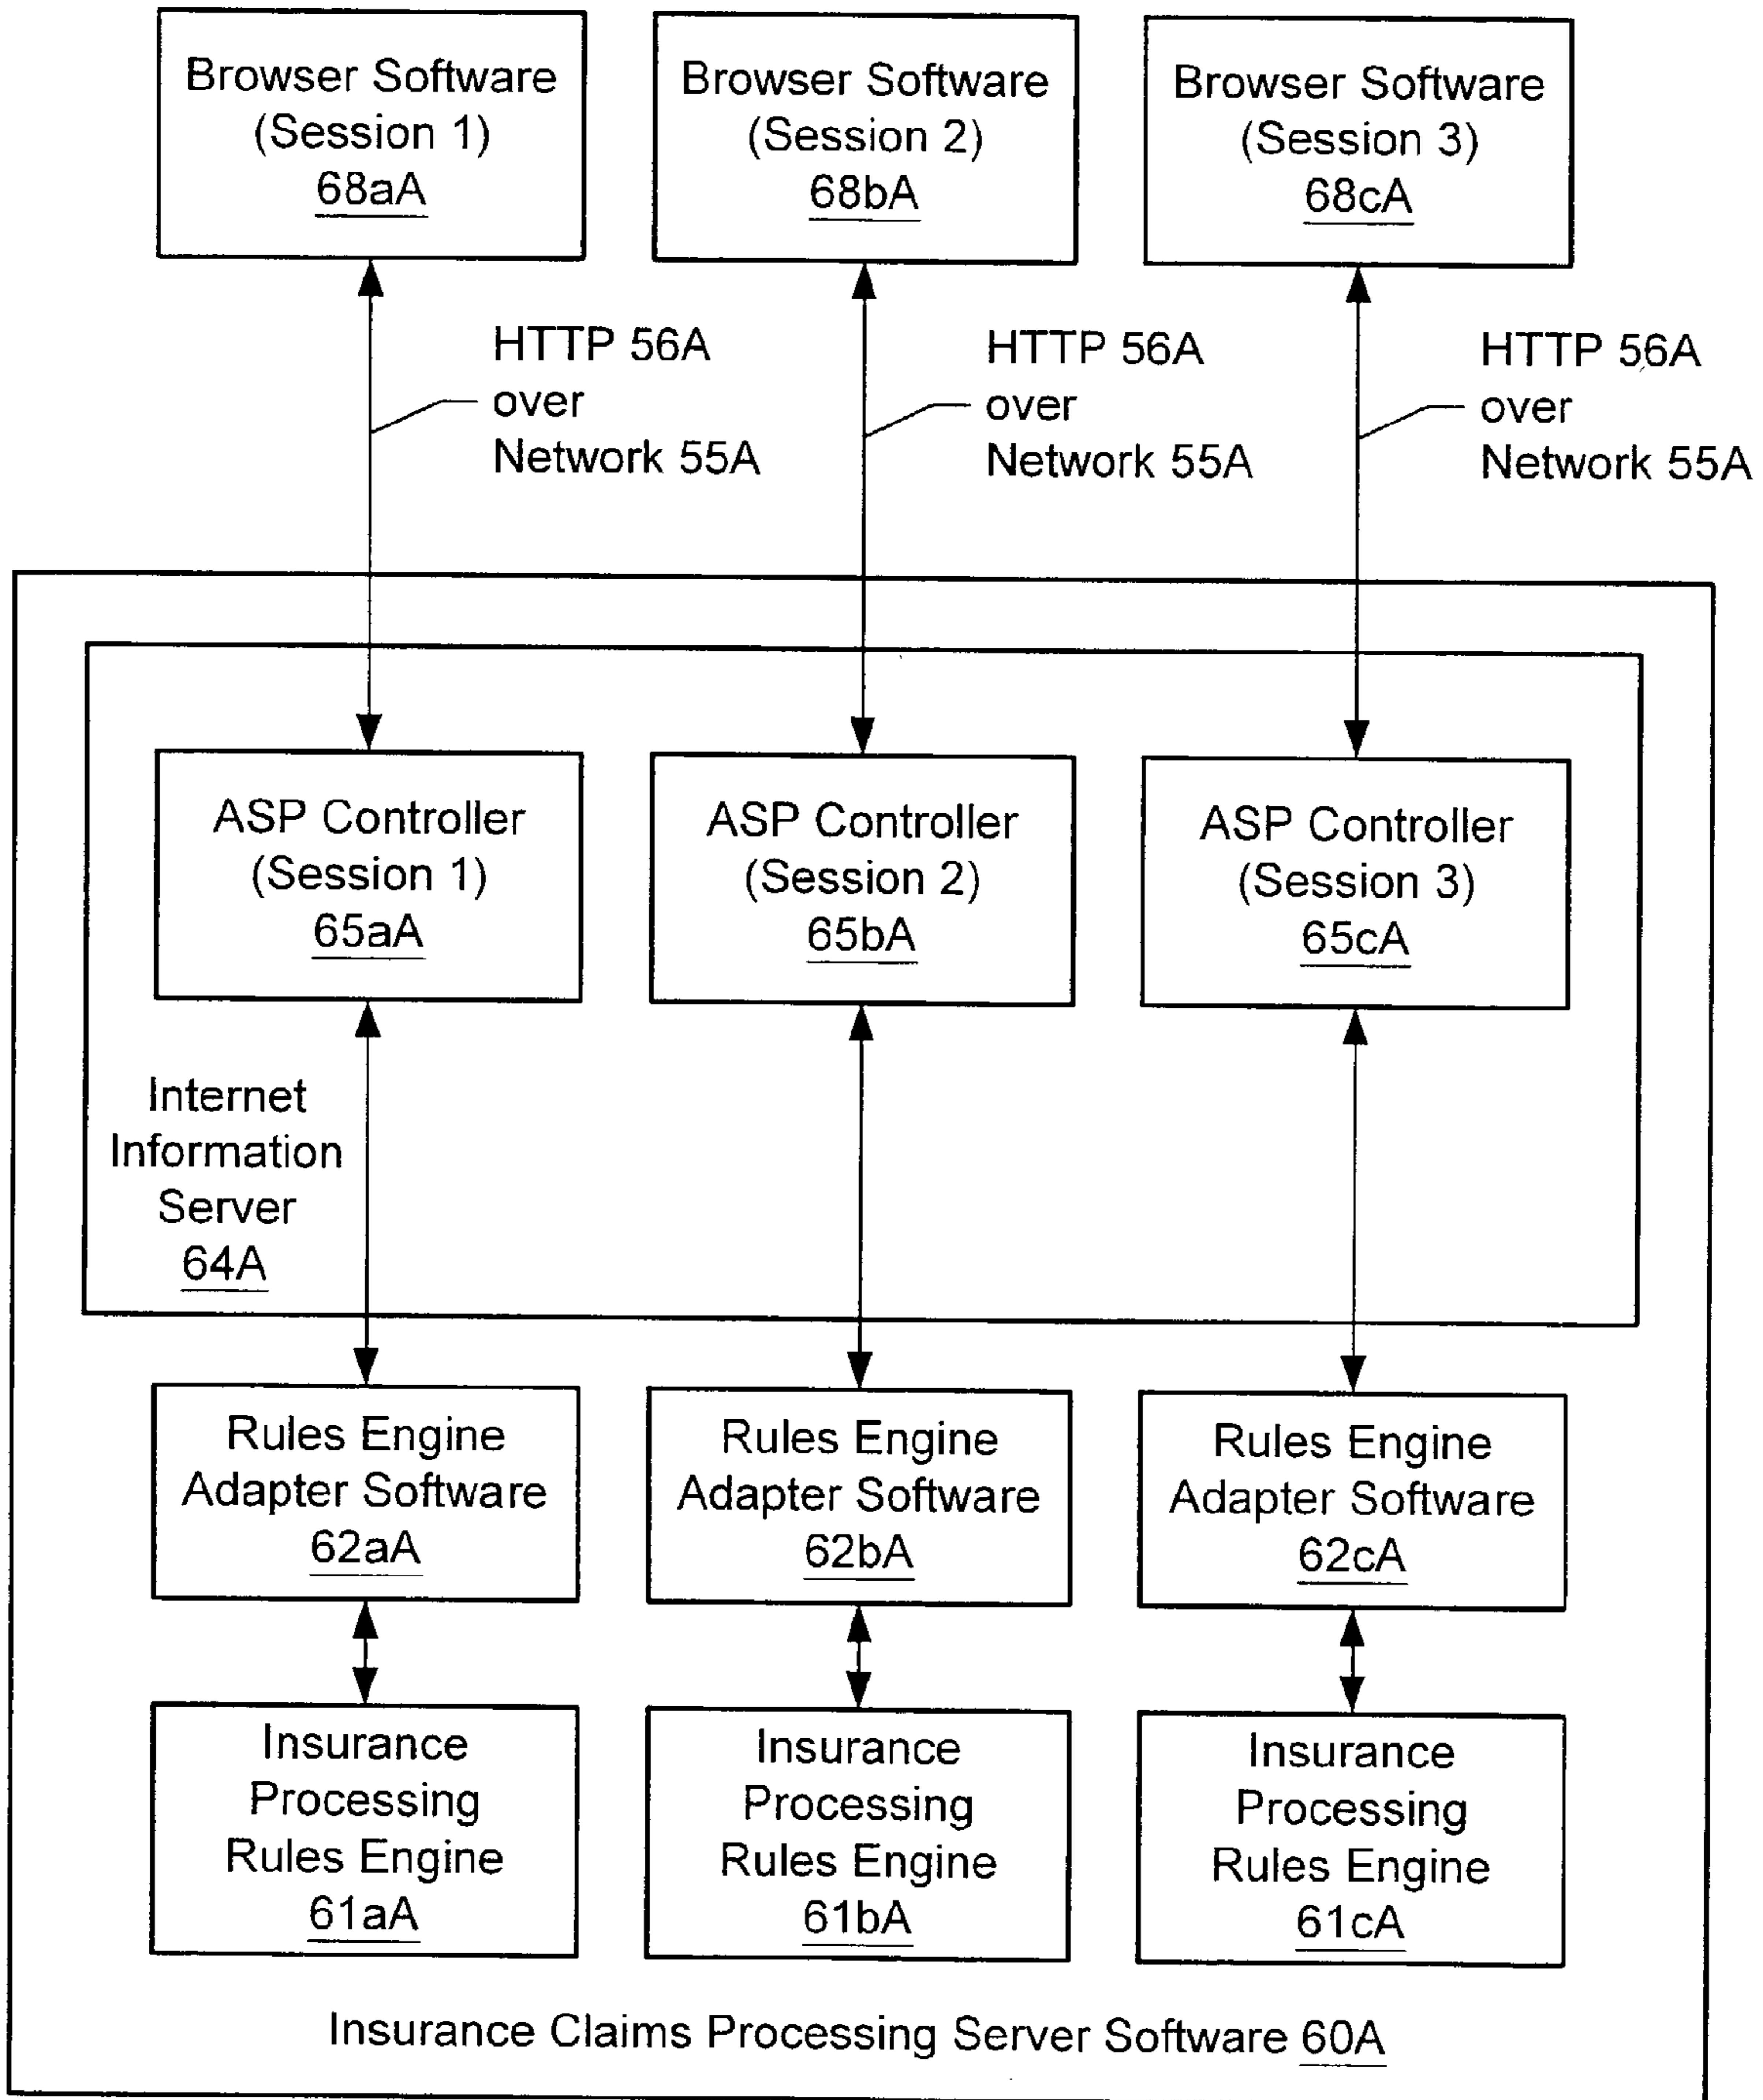 Browser Software
(Session 1)
68aA
Browser Software
(Session 2)
68bA
Browser Software
(Session 3)
68cA
HTTP 56A
over
Network 55A
HTTP 56A
over
Network 55A
HTTP 56A
over
Network 55A
ASP Controller
(Session 1)
65aA
ASP Controller
(Session 2)
65bA
ASP Controller
(Session 3)
65cA
Internet
Information
Server
64A
Rules Engine
Adapter Software
62aA
Rules Engine
Adapter Software
62bA
Rules Engine
Adapter Software
62cA
Insurance
Processing
Rules Engine
61aA
Insurance
Processing
Rules Engine
61bA
Insurance
Processing
Rules Engine
61cA
Insurance Claims Processing Server Software 60A